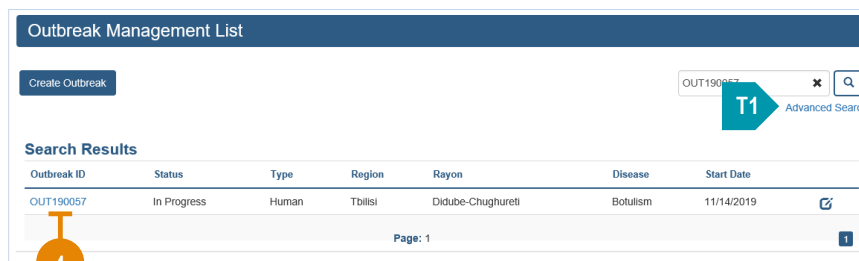 Outbreak Management List
Create Outbreak
OUT190057
T1
Advanced Sear
Search Results
Outbreak ID Status Type Region Rayon Disease Start Date
OUT190057 In Progress Human Tbilisi Didube-Chughureti Botulism 11/14/2019
Page: 1 1